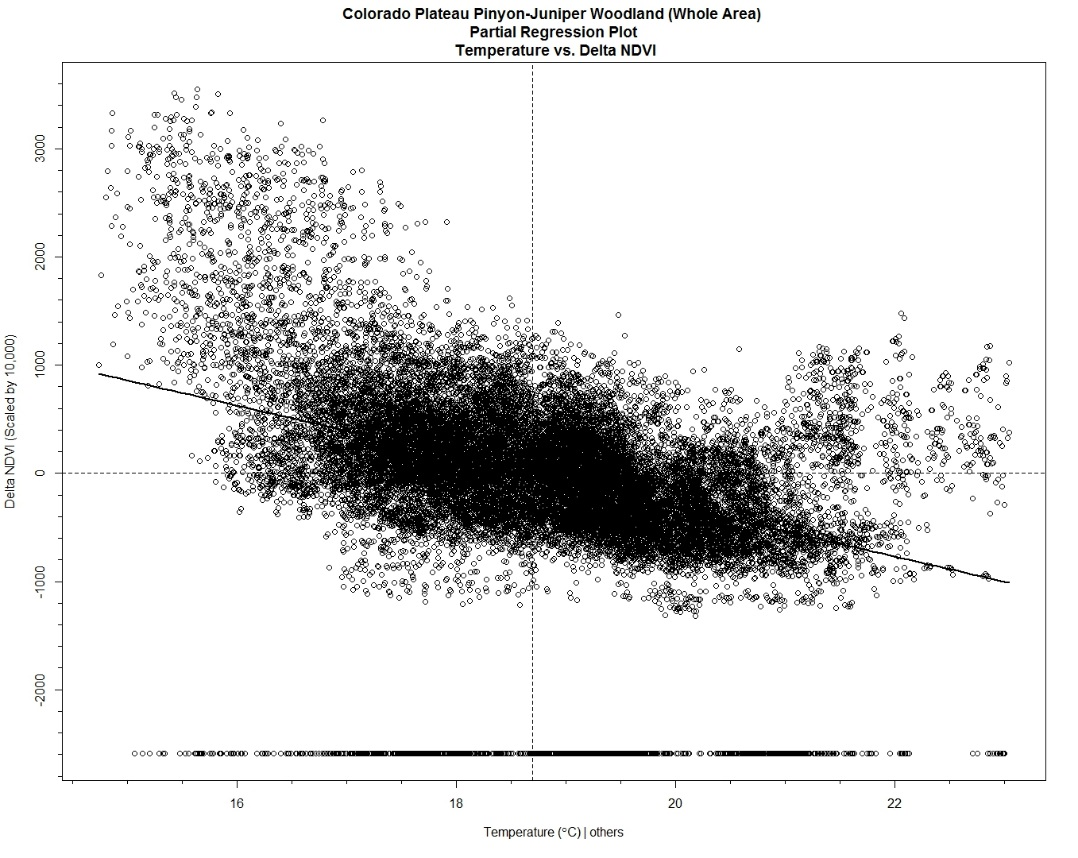 Colorado Plateau Pinyon-Juniper Woodland (Whole Area)
Partial Regression Plot
Temperature vs. Delta NDVI
Delta NDVI (Scaled by 10,000)
3000
2000
1000
0
-1000
-2000
16
18
20
22
Temperature (°C) | others